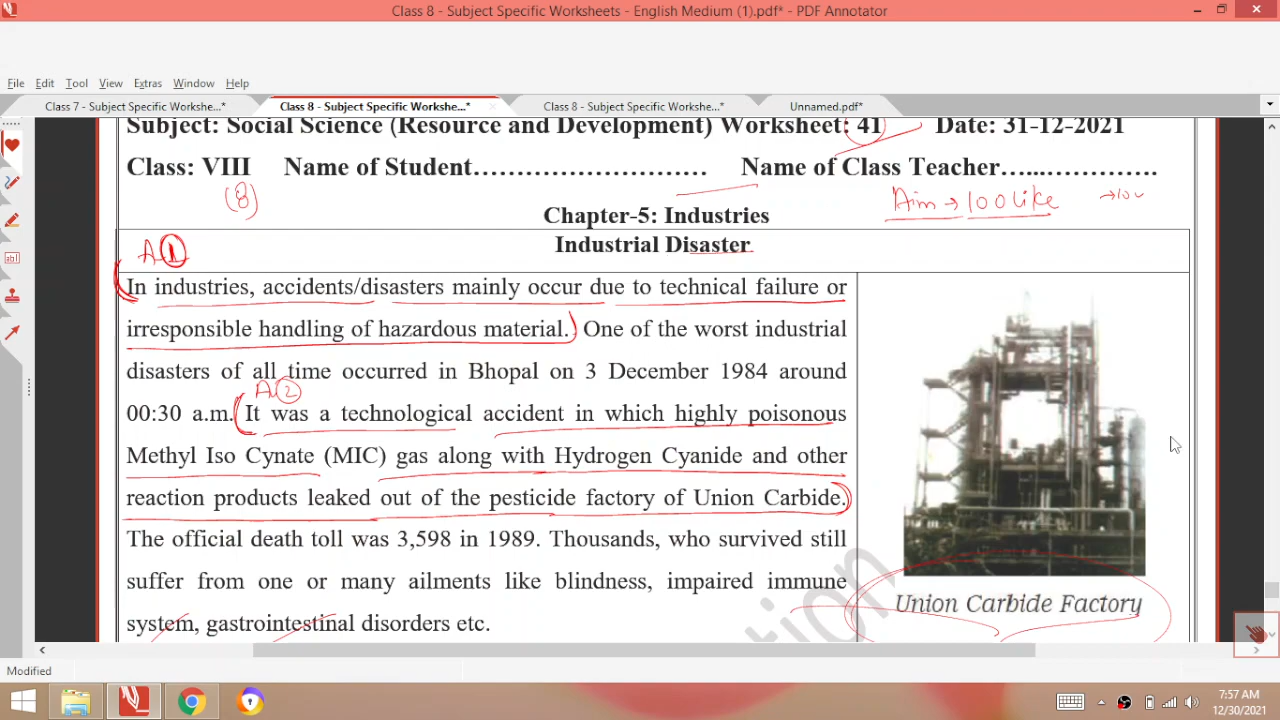 Class 8 - Subject Specific Worksheets - English Medium (1).pdf* - PDF Annotator
File Edit Tool View Extras Window Help
Class 7 - Subject Specific Workshe...* Class 8 - Subject Specific Workshe...* Class 8 - Subject Specific Workshe...* Unnamed.pdf*
Subject: Social Science (Resource and Development) Worksheet: 41 Date: 31-12-2021
Class: VIII Name of Student……………………… Name of Class Teacher…...………….
(8) Aim → 100 like
Chapter-5: Industries
Industrial Disaster
A 1
In industries, accidents/disasters mainly occur due to technical failure or
irresponsible handling of hazardous material. One of the worst industrial
disasters of all time occurred in Bhopal on 3 December 1984 around
A 2
00:30 a.m. It was a technological accident in which highly poisonous
Methyl Iso Cynate (MIC) gas along with Hydrogen Cyanide and other
reaction products leaked out of the pesticide factory of Union Carbide.
The official death toll was 3,598 in 1989. Thousands, who survived still
suffer from one or many ailments like blindness, impaired immune
system, gastrointestinal disorders etc.
Union Carbide Factory
Modified
7:57 AM
12/30/2021